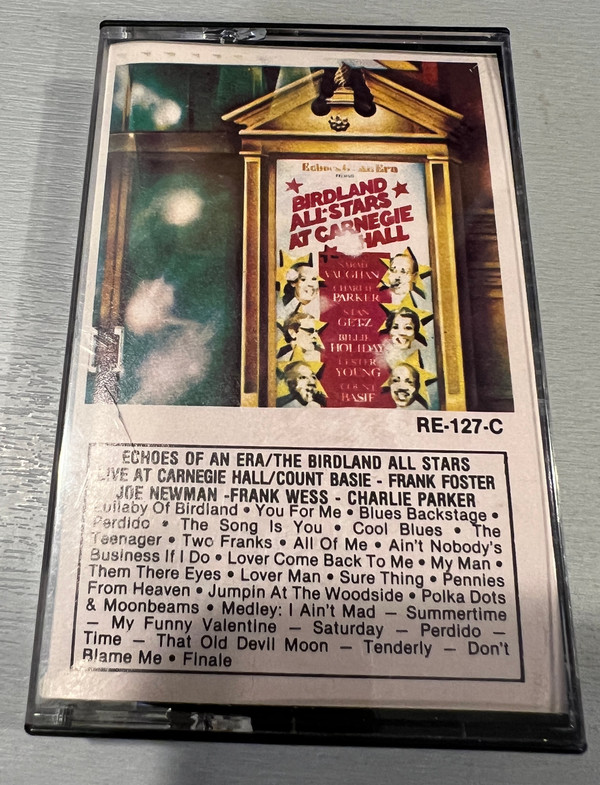 Echoes Of An Era
BIRDLAND
ALL-STARS
AT CARNEGIE
HALL
SARAH
VAUGHAN
CHARLIE
PARKER
STAN
GETZ
BILLIE
HOLIDAY
LESTER
YOUNG
COUNT
BASIE
RE-127-C
ECHOES OF AN ERA/THE BIRDLAND ALL STARS
LIVE AT CARNEGIE HALL/COUNT BASIE - FRANK FOSTER
JOE NEWMAN -FRANK WESS - CHARLIE PARKER
Lullaby Of Birdland • You For Me • Blues Backstage •
Perdido • The Song Is You • Cool Blues • The
Teenager • Two Franks • All Of Me • Ain't Nobody's
Business If I Do • Lover Come Back To Me • My Man •
Them There Eyes • Lover Man • Sure Thing • Pennies
From Heaven • Jumpin At The Woodside • Polka Dots
& Moonbeams • Medley: I Ain't Mad — Summertime
— My Funny Valentine — Saturday — Perdido —
Time — That Old Devil Moon — Tenderly — Don't
Blame Me • Finale